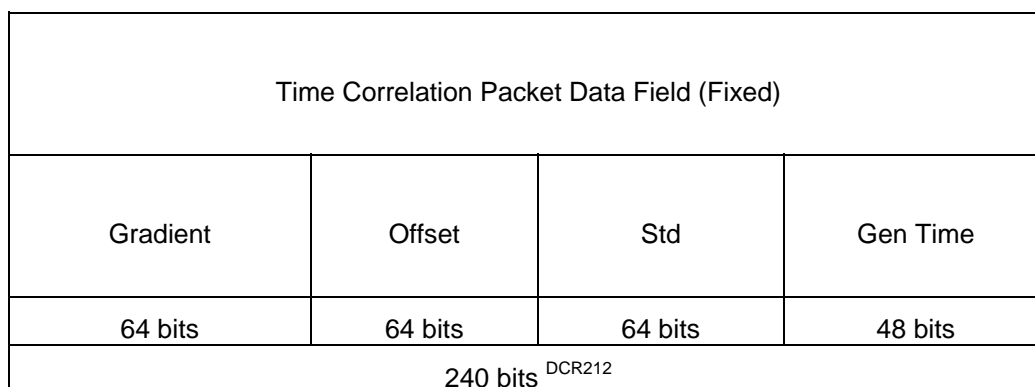 Time Correlation Packet Data Field (Fixed)
Gradient Offset Std Gen Time
64 bits 64 bits 64 bits 48 bits
240 bits DCR212